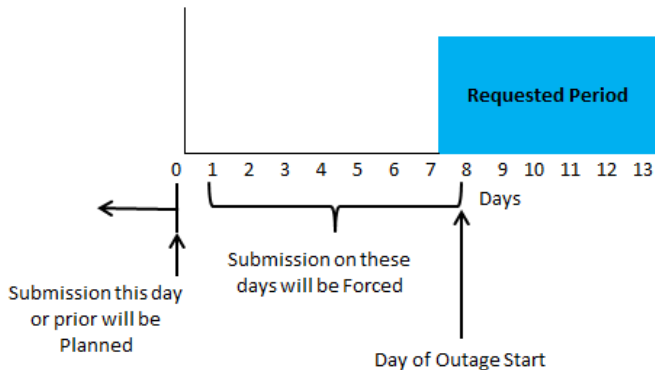 Requested Period
0 1 2 3 4 5 6 7 8 9 10 11 12 13
Days
Submission on these
days will be Forced
Submission this day
or prior will be
Planned
Day of Outage Start